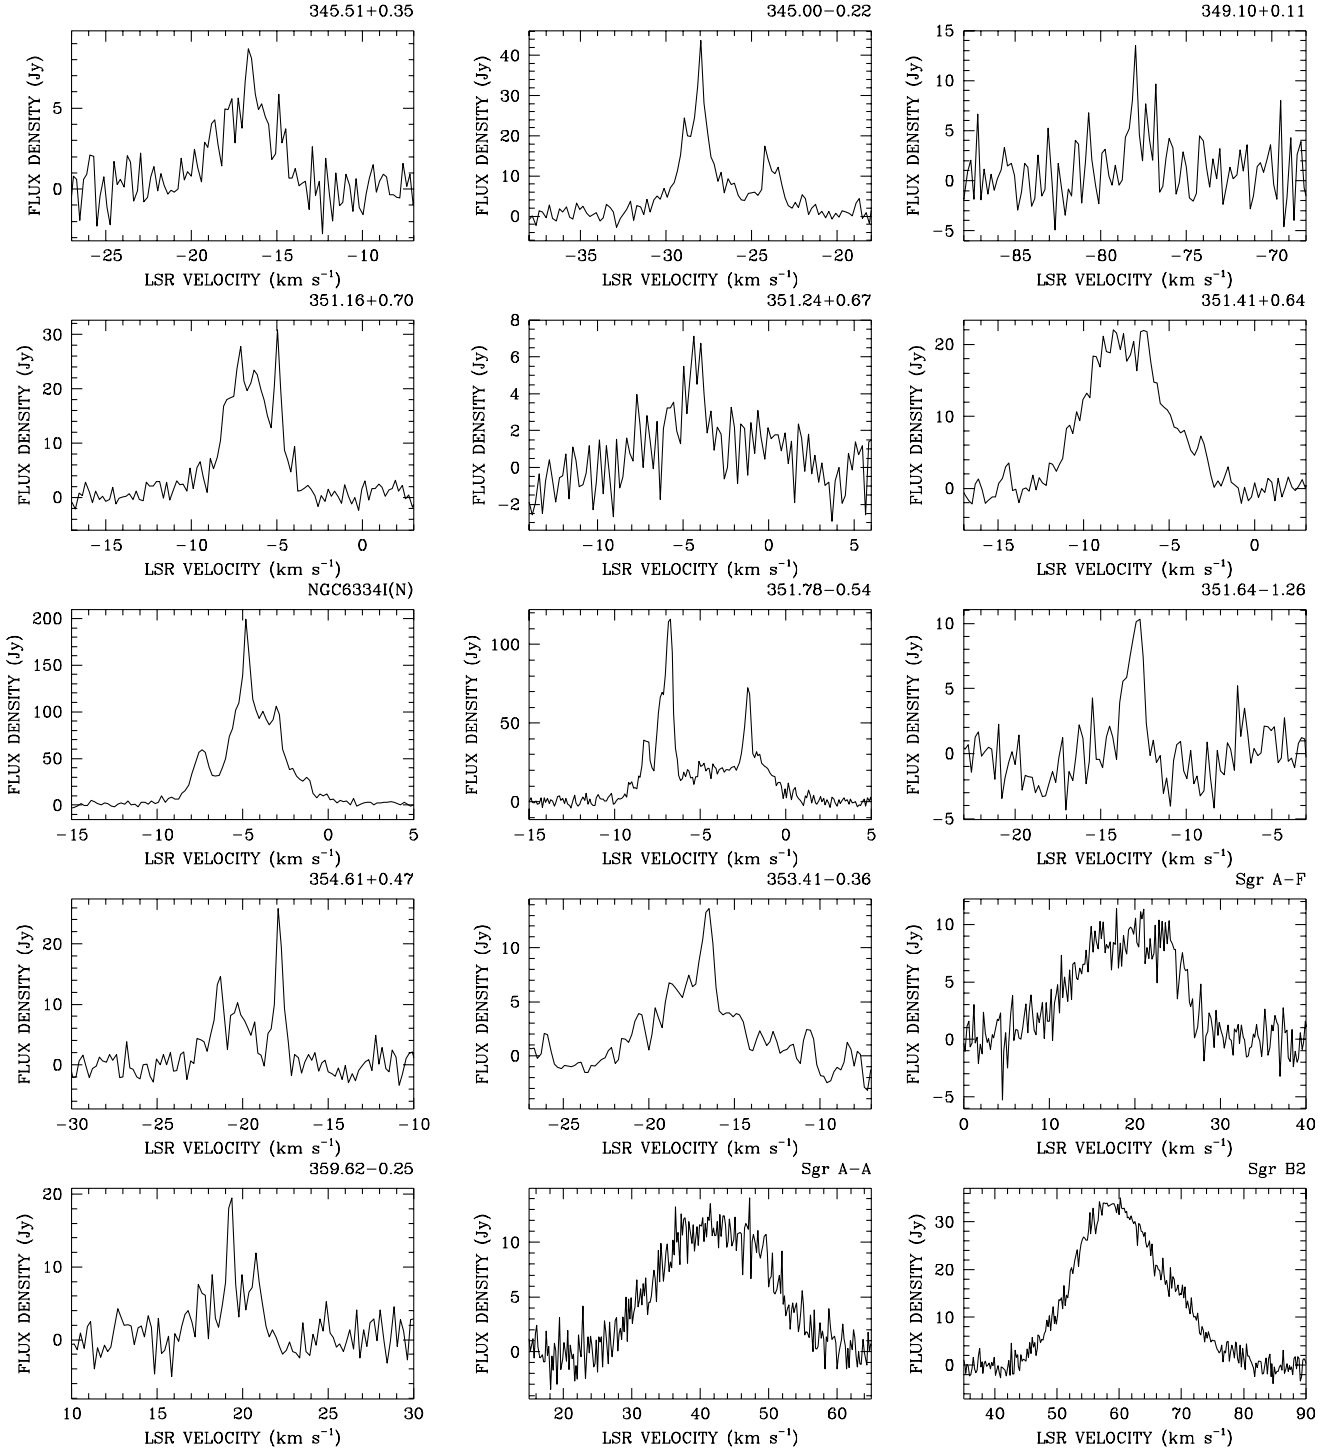 345.51+0.35
FLUX DENSITY (Jy)
5
0
−25 −20 −15 −10
LSR VELOCITY (km s⁻¹)
345.00−0.22
FLUX DENSITY (Jy)
40
30
20
10
0
−35 −30 −25 −20
LSR VELOCITY (km s⁻¹)
349.10+0.11
FLUX DENSITY (Jy)
15
10
5
0
−5
−85 −80 −75 −70
LSR VELOCITY (km s⁻¹)
351.16+0.70
FLUX DENSITY (Jy)
30
20
10
0
−15 −10 −5 0
LSR VELOCITY (km s⁻¹)
351.24+0.67
FLUX DENSITY (Jy)
8
6
4
2
0
−2
−10 −5 0 5
LSR VELOCITY (km s⁻¹)
351.41+0.64
FLUX DENSITY (Jy)
20
10
0
−15 −10 −5 0
LSR VELOCITY (km s⁻¹)
NGC6334I(N)
FLUX DENSITY (Jy)
200
150
100
50
0
−15 −10 −5 0 5
LSR VELOCITY (km s⁻¹)
351.78−0.54
FLUX DENSITY (Jy)
100
50
0
−15 −10 −5 0 5
LSR VELOCITY (km s⁻¹)
351.64−1.26
FLUX DENSITY (Jy)
10
5
0
−5
−20 −15 −10 −5
LSR VELOCITY (km s⁻¹)
354.61+0.47
FLUX DENSITY (Jy)
20
10
0
−30 −25 −20 −15 −10
LSR VELOCITY (km s⁻¹)
353.41−0.36
FLUX DENSITY (Jy)
10
5
0
−25 −20 −15 −10
LSR VELOCITY (km s⁻¹)
Sgr A−F
FLUX DENSITY (Jy)
10
5
0
−5
0 10 20 30 40
LSR VELOCITY (km s⁻¹)
359.62−0.25
FLUX DENSITY (Jy)
20
10
0
10 15 20 25 30
LSR VELOCITY (km s⁻¹)
Sgr A−A
FLUX DENSITY (Jy)
10
5
0
20 30 40 50 60
LSR VELOCITY (km s⁻¹)
Sgr B2
FLUX DENSITY (Jy)
30
20
10
0
40 50 60 70 80 90
LSR VELOCITY (km s⁻¹)